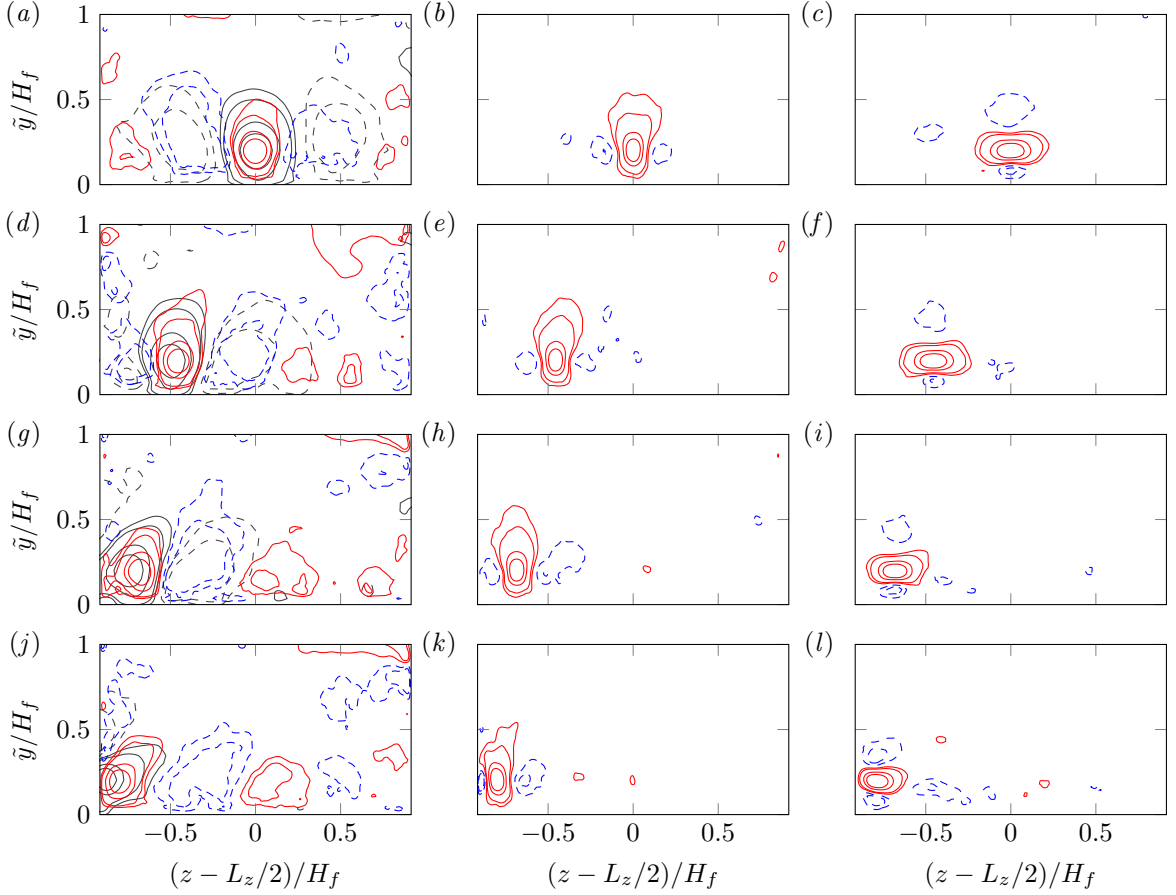 (a) (b) (c)
1
0.5
0
ỹ/H_f
(d) (e) (f)
1
0.5
0
ỹ/H_f
(g) (h) (i)
1
0.5
0
ỹ/H_f
(j) (k) (l)
1
0.5
0
ỹ/H_f
−0.5 0 0.5 −0.5 0 0.5 −0.5 0 0.5
(z − L_z/2)/H_f (z − L_z/2)/H_f (z − L_z/2)/H_f